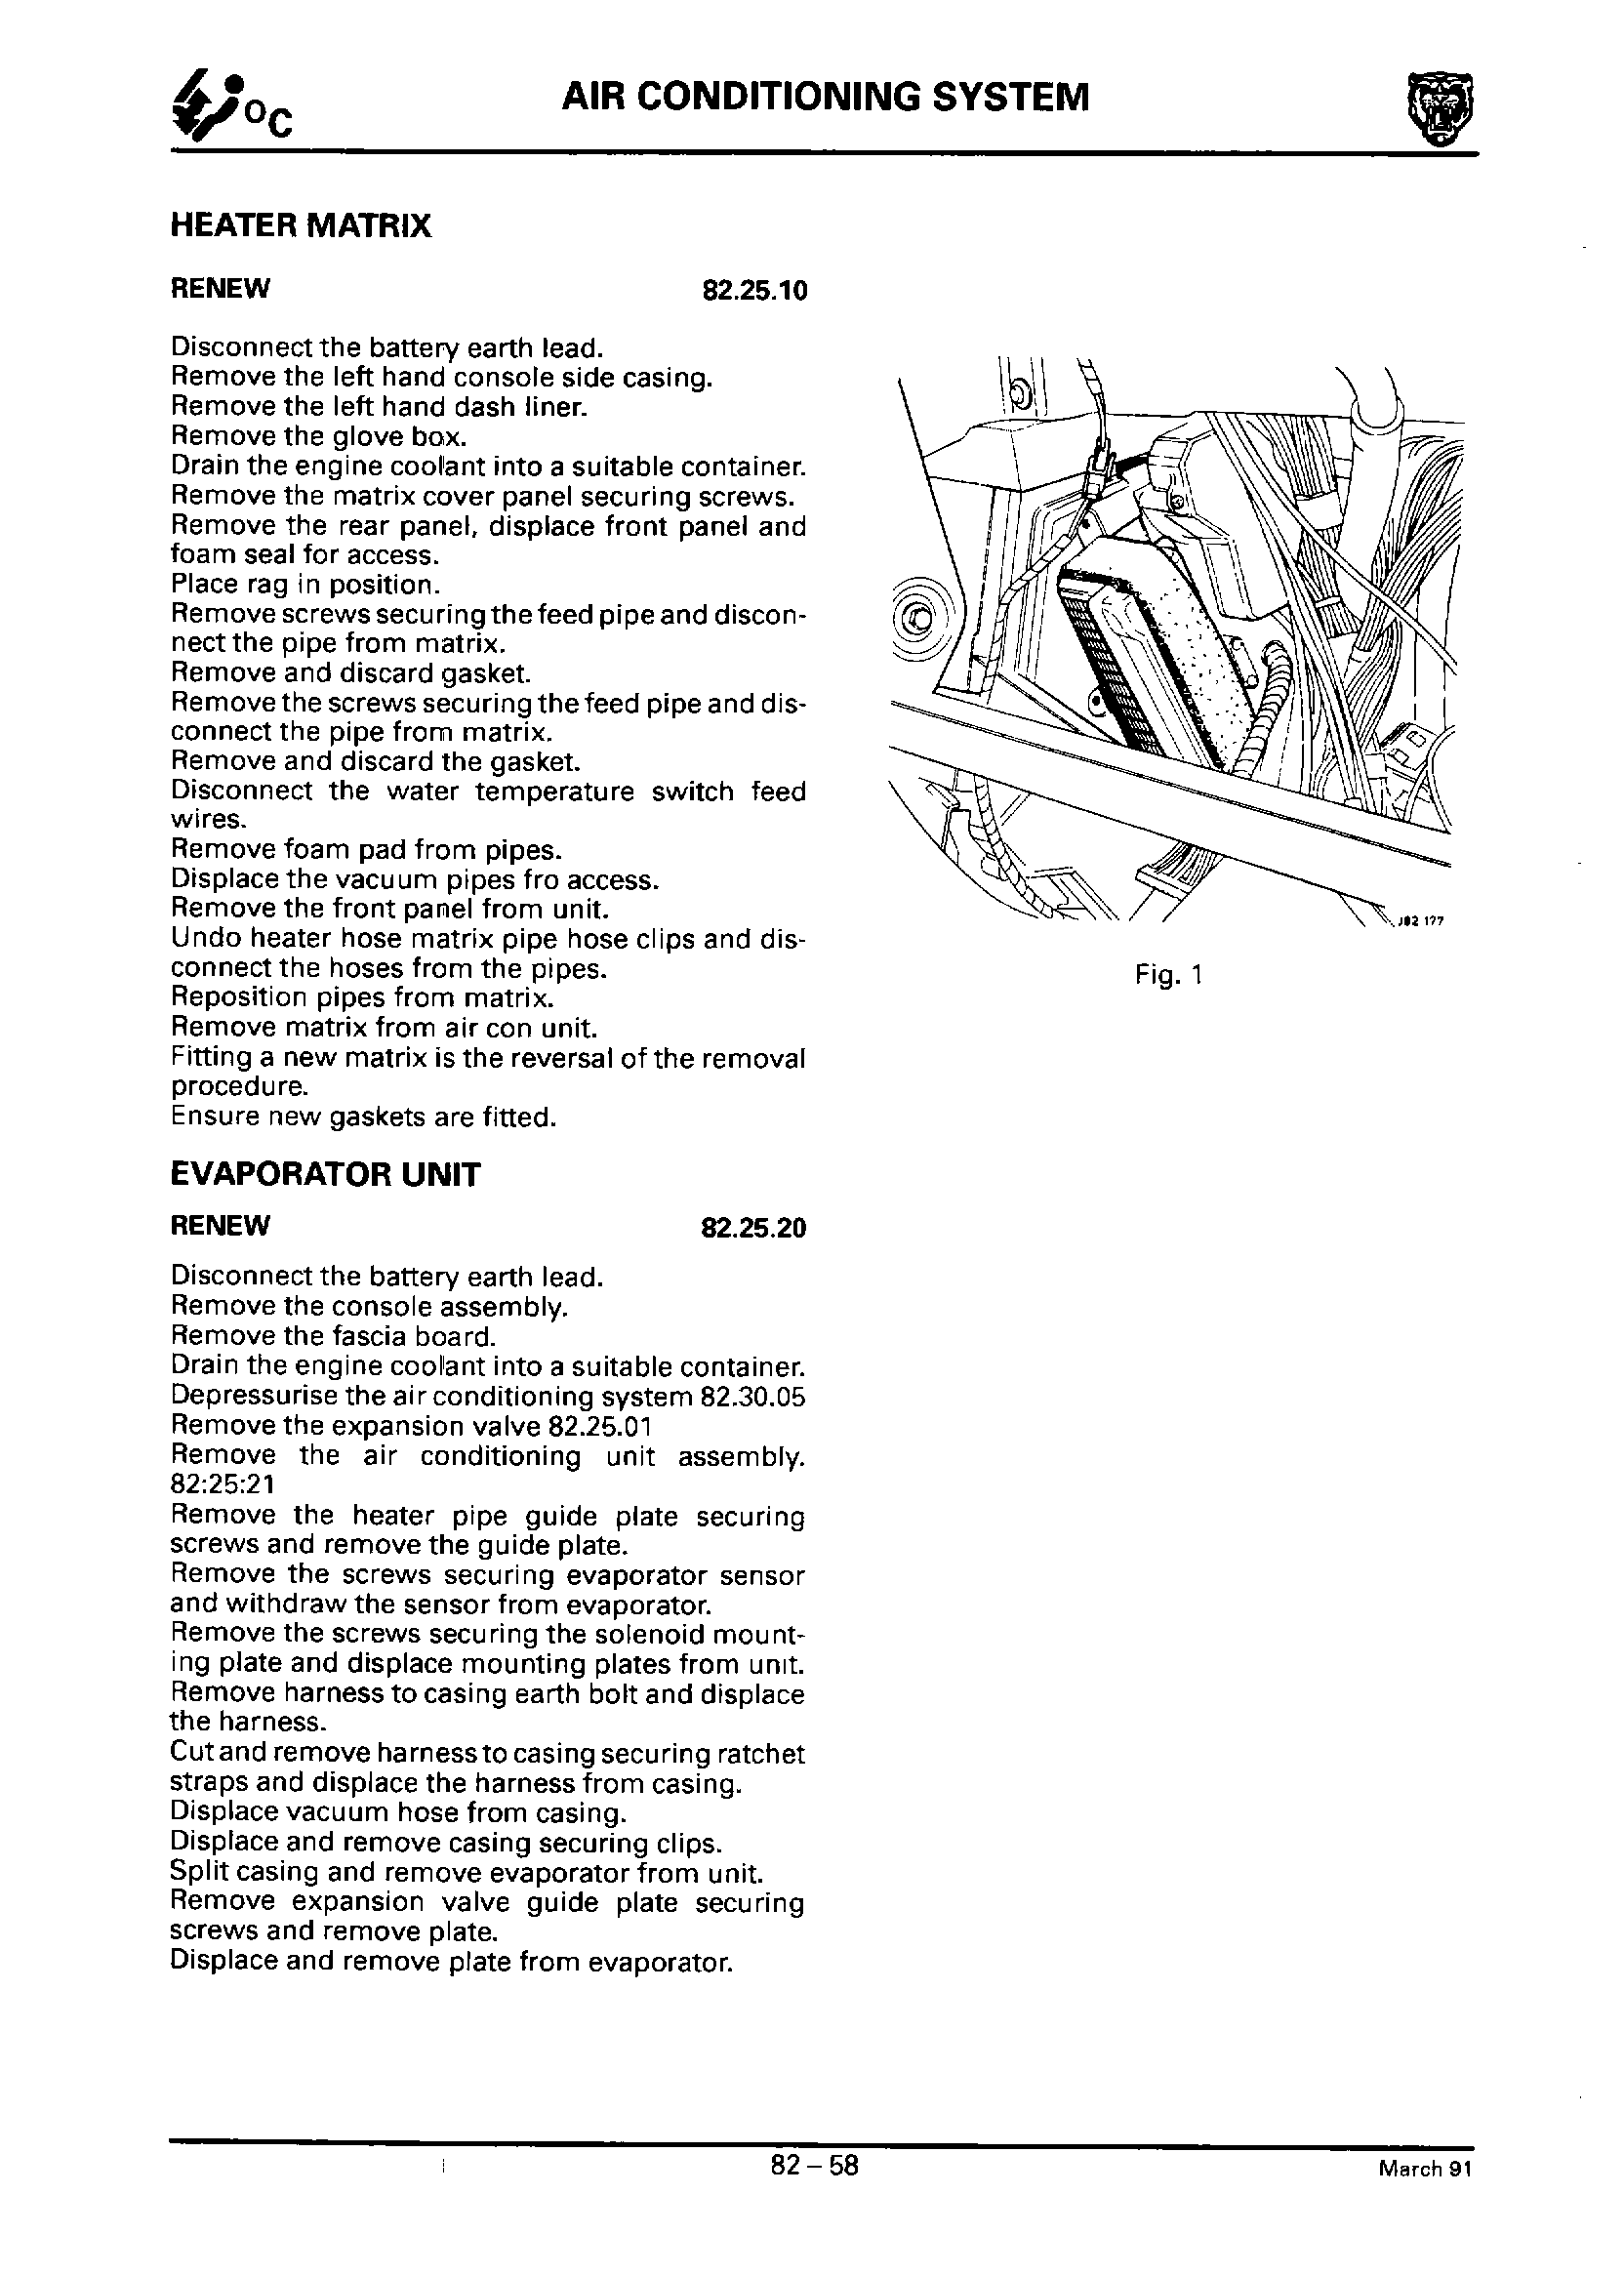 °C
AIR CONDITIONING SYSTEM
HEATER MATRIX
RENEW 82.25.10
Disconnect the battery earth lead.
Remove the left hand console side casing.
Remove the left hand dash liner.
Remove the glove box.
Drain the engine coolant into a suitable container.
Remove the matrix cover panel securing screws.
Remove the rear panel, displace front panel and
foam seal for access.
Place rag in position.
Remove screws securing the feed pipe and discon-
nect the pipe from matrix.
Remove and discard gasket.
Remove the screws securing the feed pipe and dis-
connect the pipe from matrix.
Remove and discard the gasket.
Disconnect the water temperature switch feed
wires.
Remove foam pad from pipes.
Displace the vacuum pipes fro access.
Remove the front panel from unit.
Undo heater hose matrix pipe hose clips and dis-
connect the hoses from the pipes.
Reposition pipes from matrix.
Remove matrix from air con unit.
Fitting a new matrix is the reversal of the removal
procedure.
Ensure new gaskets are fitted.
EVAPORATOR UNIT
RENEW 82.25.20
Disconnect the battery earth lead.
Remove the console assembly.
Remove the fascia board.
Drain the engine coolant into a suitable container.
Depressurise the air conditioning system 82.30.05
Remove the expansion valve 82.25.01
Remove the air conditioning unit assembly.
82:25:21
Remove the heater pipe guide plate securing
screws and remove the guide plate.
Remove the screws securing evaporator sensor
and withdraw the sensor from evaporator.
Remove the screws securing the solenoid mount-
ing plate and displace mounting plates from unit.
Remove harness to casing earth bolt and displace
the harness.
Cut and remove harness to casing securing ratchet
straps and displace the harness from casing.
Displace vacuum hose from casing.
Displace and remove casing securing clips.
Split casing and remove evaporator from unit.
Remove expansion valve guide plate securing
screws and remove plate.
Displace and remove plate from evaporator.
J82 177
Fig. 1
82 – 58
March 91